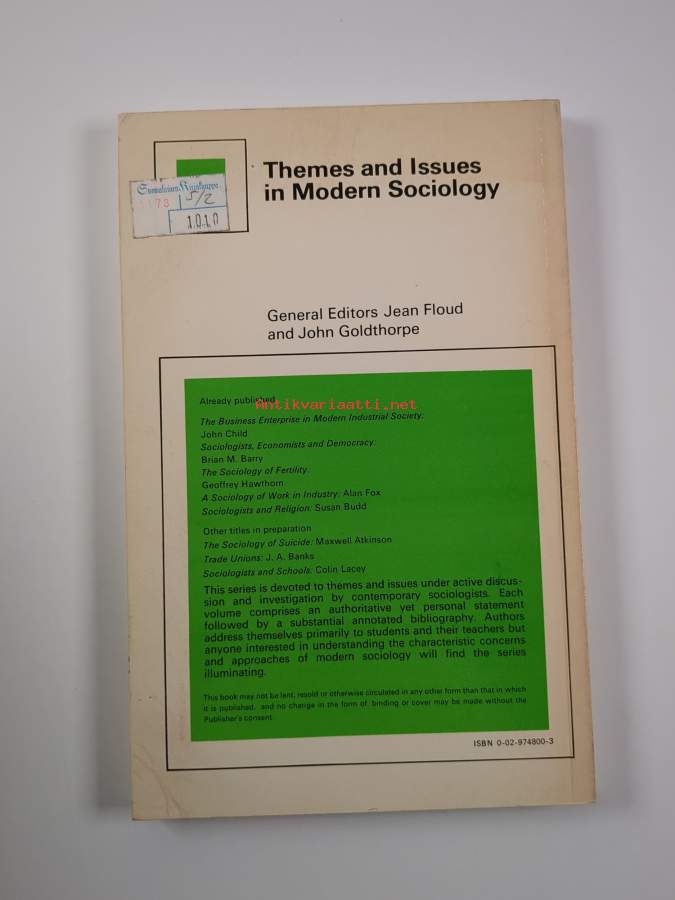 Themes and Issues
in Modern Sociology
Suomalainen Kirjakauppa
1173 5/2
1010
General Editors Jean Floud
and John Goldthorpe
Already published
Antikvariaatti.net
The Business Enterprise in Modern Industrial Society:
John Child
Sociologists, Economists and Democracy:
Brian M. Barry
The Sociology of Fertility:
Geoffrey Hawthorn
A Sociology of Work in Industry: Alan Fox
Sociologists and Religion: Susan Budd
Other titles in preparation
The Sociology of Suicide: Maxwell Atkinson
Trade Unions: J. A. Banks
Sociologists and Schools: Colin Lacey
This series is devoted to themes and issues under active discus-
sion and investigation by contemporary sociologists. Each
volume comprises an authoritative yet personal statement
followed by a substantial annotated bibliography. Authors
address themselves primarily to students and their teachers but
anyone interested in understanding the characteristic concerns
and approaches of modern sociology will find the series
illuminating.
This book may not be lent, resold or otherwise circulated in any other form than that in which
it is published, and no change in the form of binding or cover may be made without the
Publisher's consent.
ISBN 0-02-974800-3